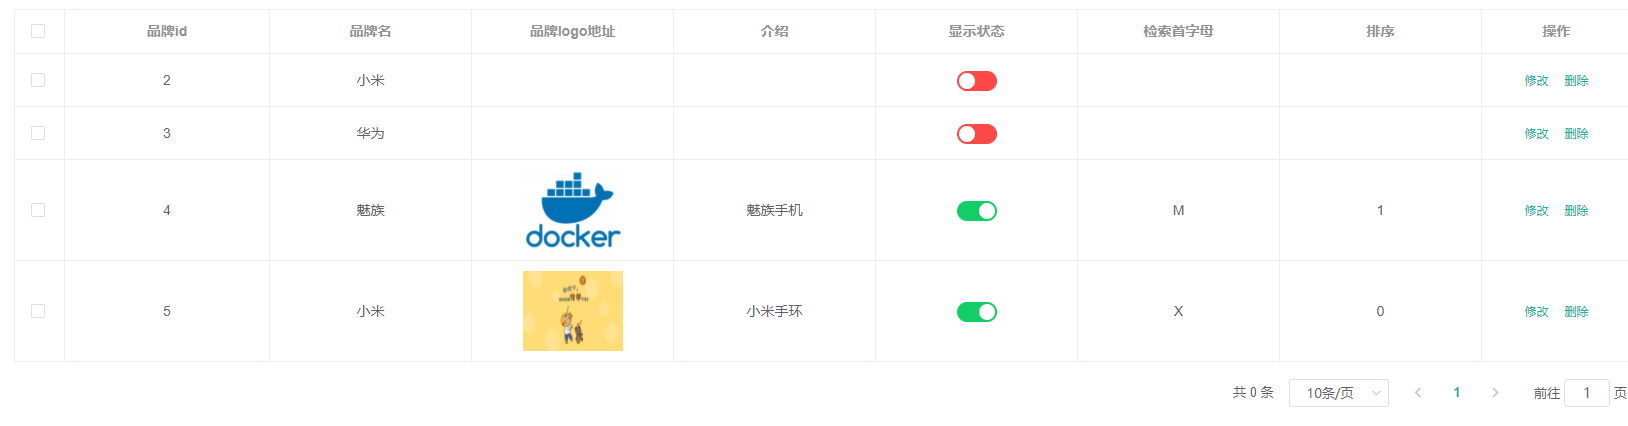 品牌id 品牌名 品牌logo地址 介绍 显示状态 检索首字母 排序 操作
2 小米 修改 删除
3 华为 修改 删除
4 魅族 docker 魅族手机 M 1 修改 删除
5 小米 小米手环 X 0 修改 删除
共 0 条 10条/页 1 前往 1 页